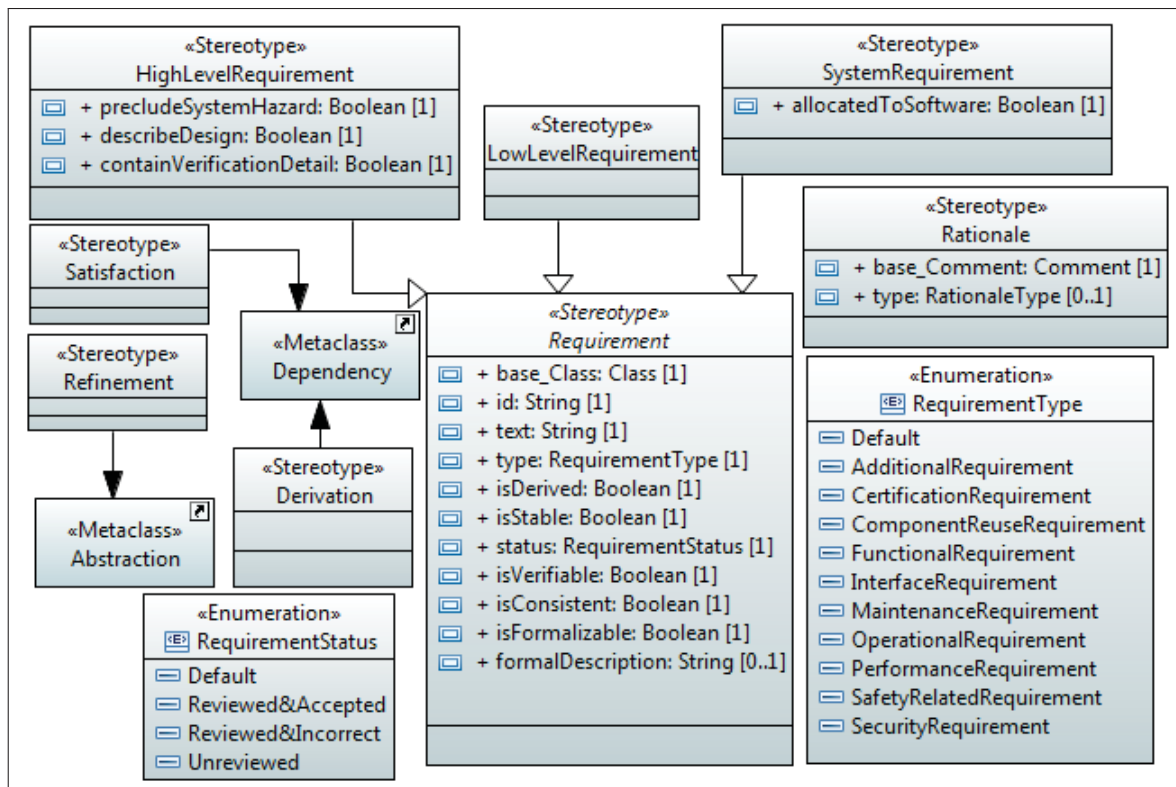 «Stereotype»
HighLevelRequirement
+ precludeSystemHazard: Boolean [1]
+ describeDesign: Boolean [1]
+ containVerificationDetail: Boolean [1]
«Stereotype»
LowLevelRequirement
«Stereotype»
SystemRequirement
+ allocatedToSoftware: Boolean [1]
«Stereotype»
Rationale
+ base_Comment: Comment [1]
+ type: RationaleType [0..1]
«Stereotype»
Satisfaction
«Stereotype»
Refinement
«Metaclass»
Dependency
«Stereotype»
Derivation
«Metaclass»
Abstraction
«Stereotype»
Requirement
+ base_Class: Class [1]
+ id: String [1]
+ text: String [1]
+ type: RequirementType [1]
+ isDerived: Boolean [1]
+ isStable: Boolean [1]
+ status: RequirementStatus [1]
+ isVerifiable: Boolean [1]
+ isConsistent: Boolean [1]
+ isFormalizable: Boolean [1]
+ formalDescription: String [0..1]
«Enumeration»
<E> RequirementType
Default
AdditionalRequirement
CertificationRequirement
ComponentReuseRequirement
FunctionalRequirement
InterfaceRequirement
MaintenanceRequirement
OperationalRequirement
PerformanceRequirement
SafetyRelatedRequirement
SecurityRequirement
«Enumeration»
<E> RequirementStatus
Default
Reviewed&Accepted
Reviewed&Incorrect
Unreviewed